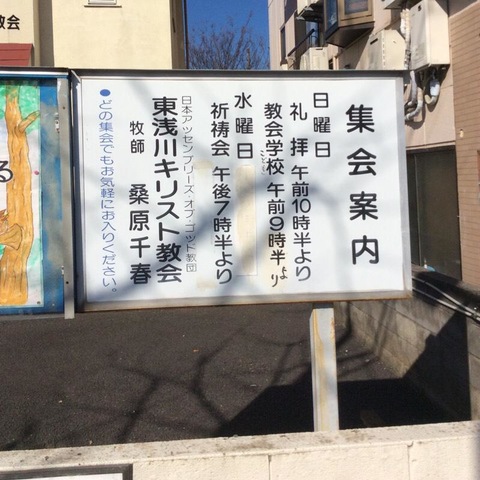 集会案内
日曜日
礼拝 午前10時半より
教会学校 午前9時半より
水曜日
祈祷会 午後7時半より
日本アッセンブリーズ・オブ・ゴッド教団
東浅川キリスト教会
牧師 桑原千春
●どの集会でもお気軽にお入りください。
教会
る